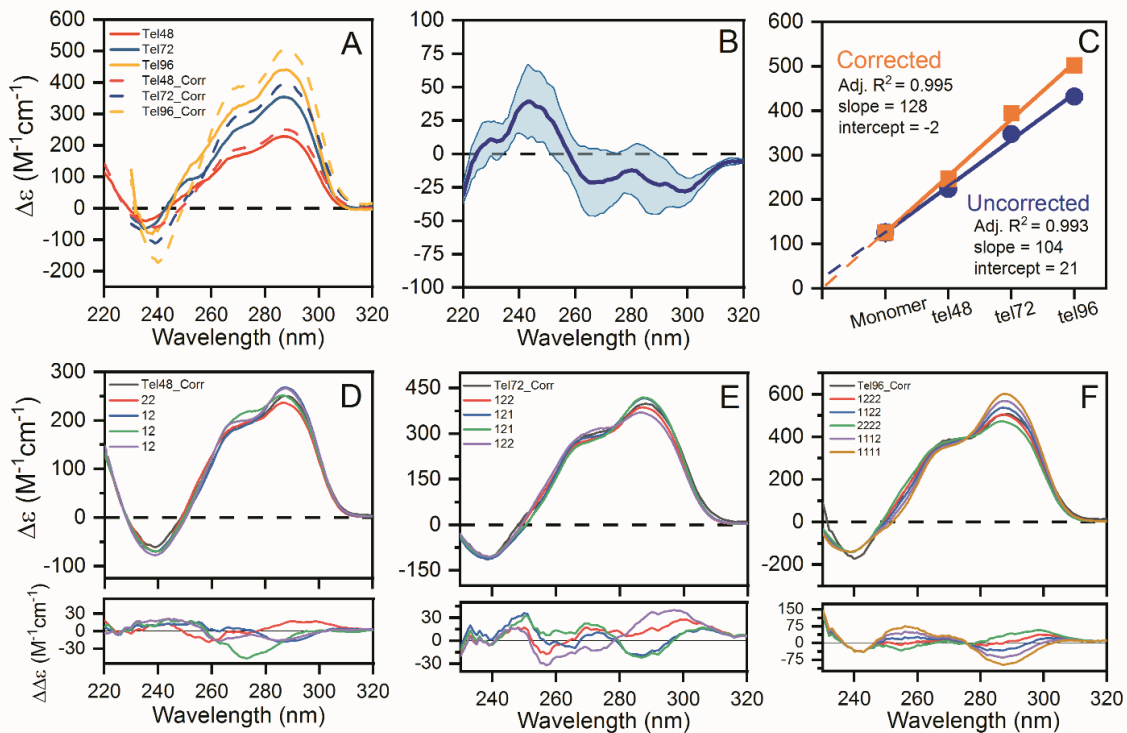 A
Δε (M⁻¹cm⁻¹)
600
500
400
300
200
100
0
-100
-200
Tel48
Tel72
Tel96
Tel48_Corr
Tel72_Corr
Tel96_Corr
220 240 260 280 300 320
Wavelength (nm)
B
100
75
50
25
0
-25
-50
-75
-100
220 240 260 280 300 320
Wavelength (nm)
C
600
500
400
300
200
100
0
Corrected
Adj. R² = 0.995
slope = 128
intercept = -2
Uncorrected
Adj. R² = 0.993
slope = 104
intercept = 21
Monomer tel48 tel72 tel96
D
Δε (M⁻¹cm⁻¹)
300
200
100
0
-100
Tel48_Corr
22
12
12
12
ΔΔε (M⁻¹cm⁻¹)
30
0
-30
220 240 260 280 300 320
Wavelength (nm)
E
450
300
150
0
-150
Tel72_Corr
122
121
121
122
30
15
0
-15
-30
240 260 280 300 320
Wavelength (nm)
F
600
400
200
0
-200
Tel96_Corr
1222
1122
2222
1112
1111
150
75
0
-75
240 260 280 300 320
Wavelength (nm)